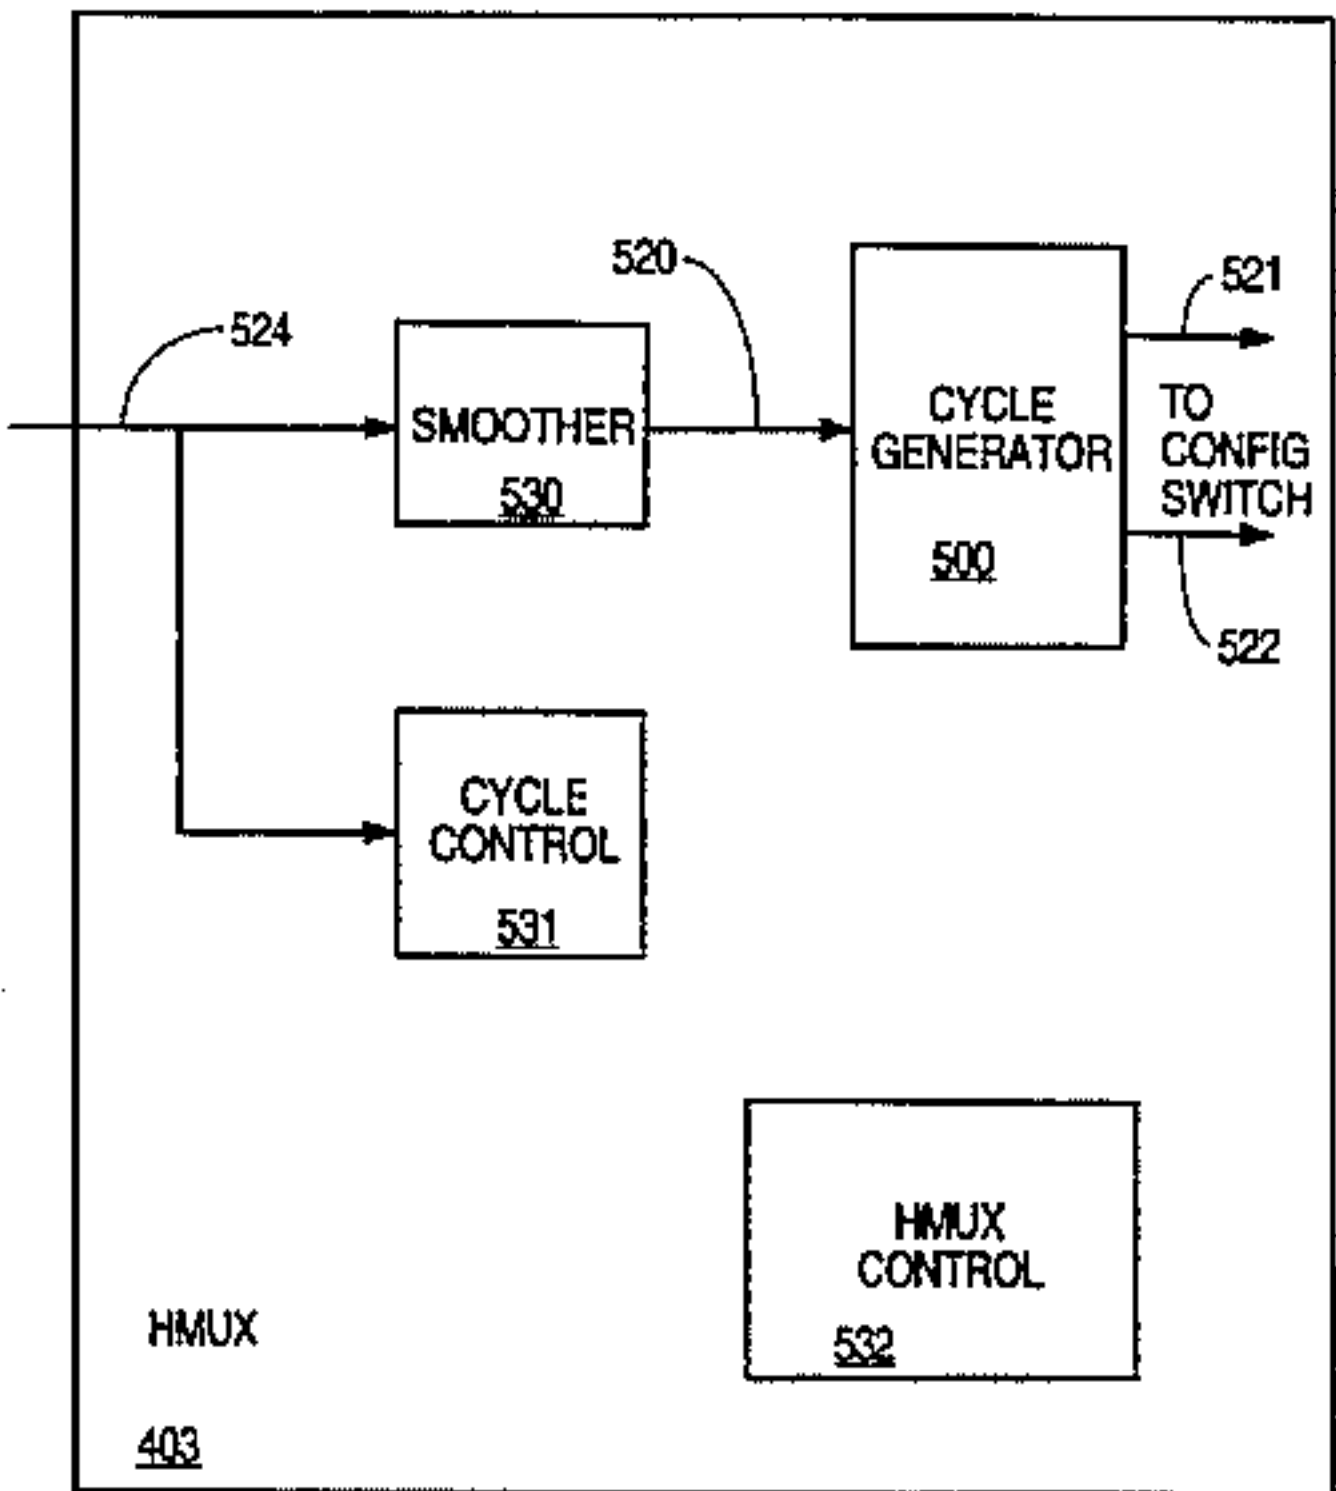 520
521
524
SMOOTHER
530
CYCLE
GENERATOR
500
TO
CONFIG
SWITCH
522
CYCLE
CONTROL
531
HMUX
CONTROL
532
HMUX
403